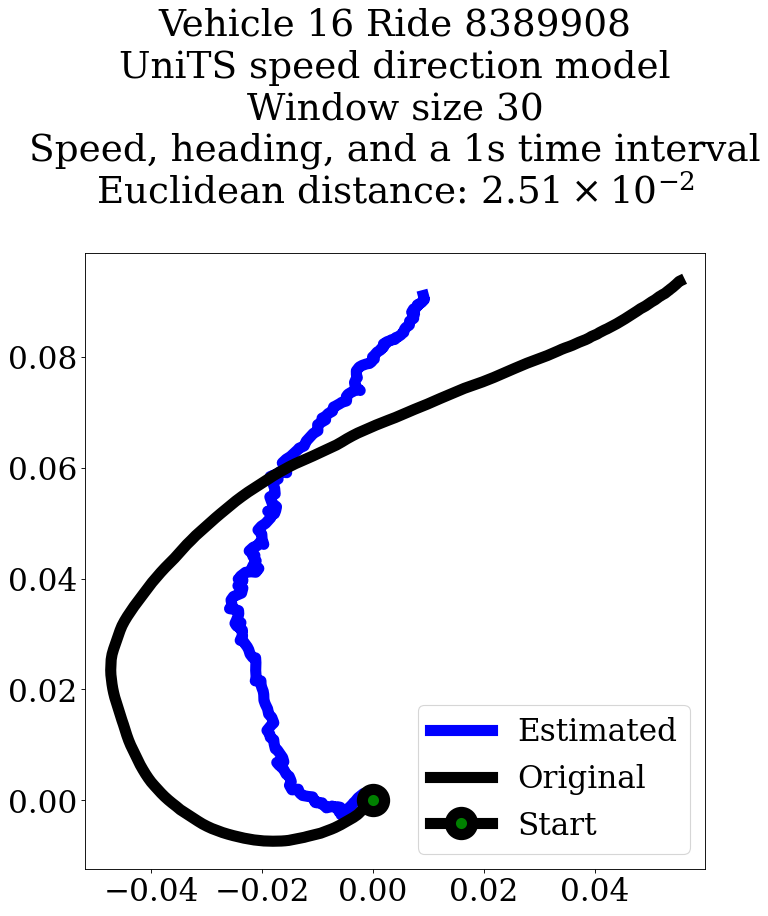 Vehicle 16 Ride 8389908
UniTS speed direction model
Window size 30
Speed, heading, and a 1s time interval
Euclidean distance: 2.51 × 10⁻²
0.08
0.06
0.04
0.02
0.00
−0.04 −0.02 0.00 0.02 0.04
Estimated
Original
Start